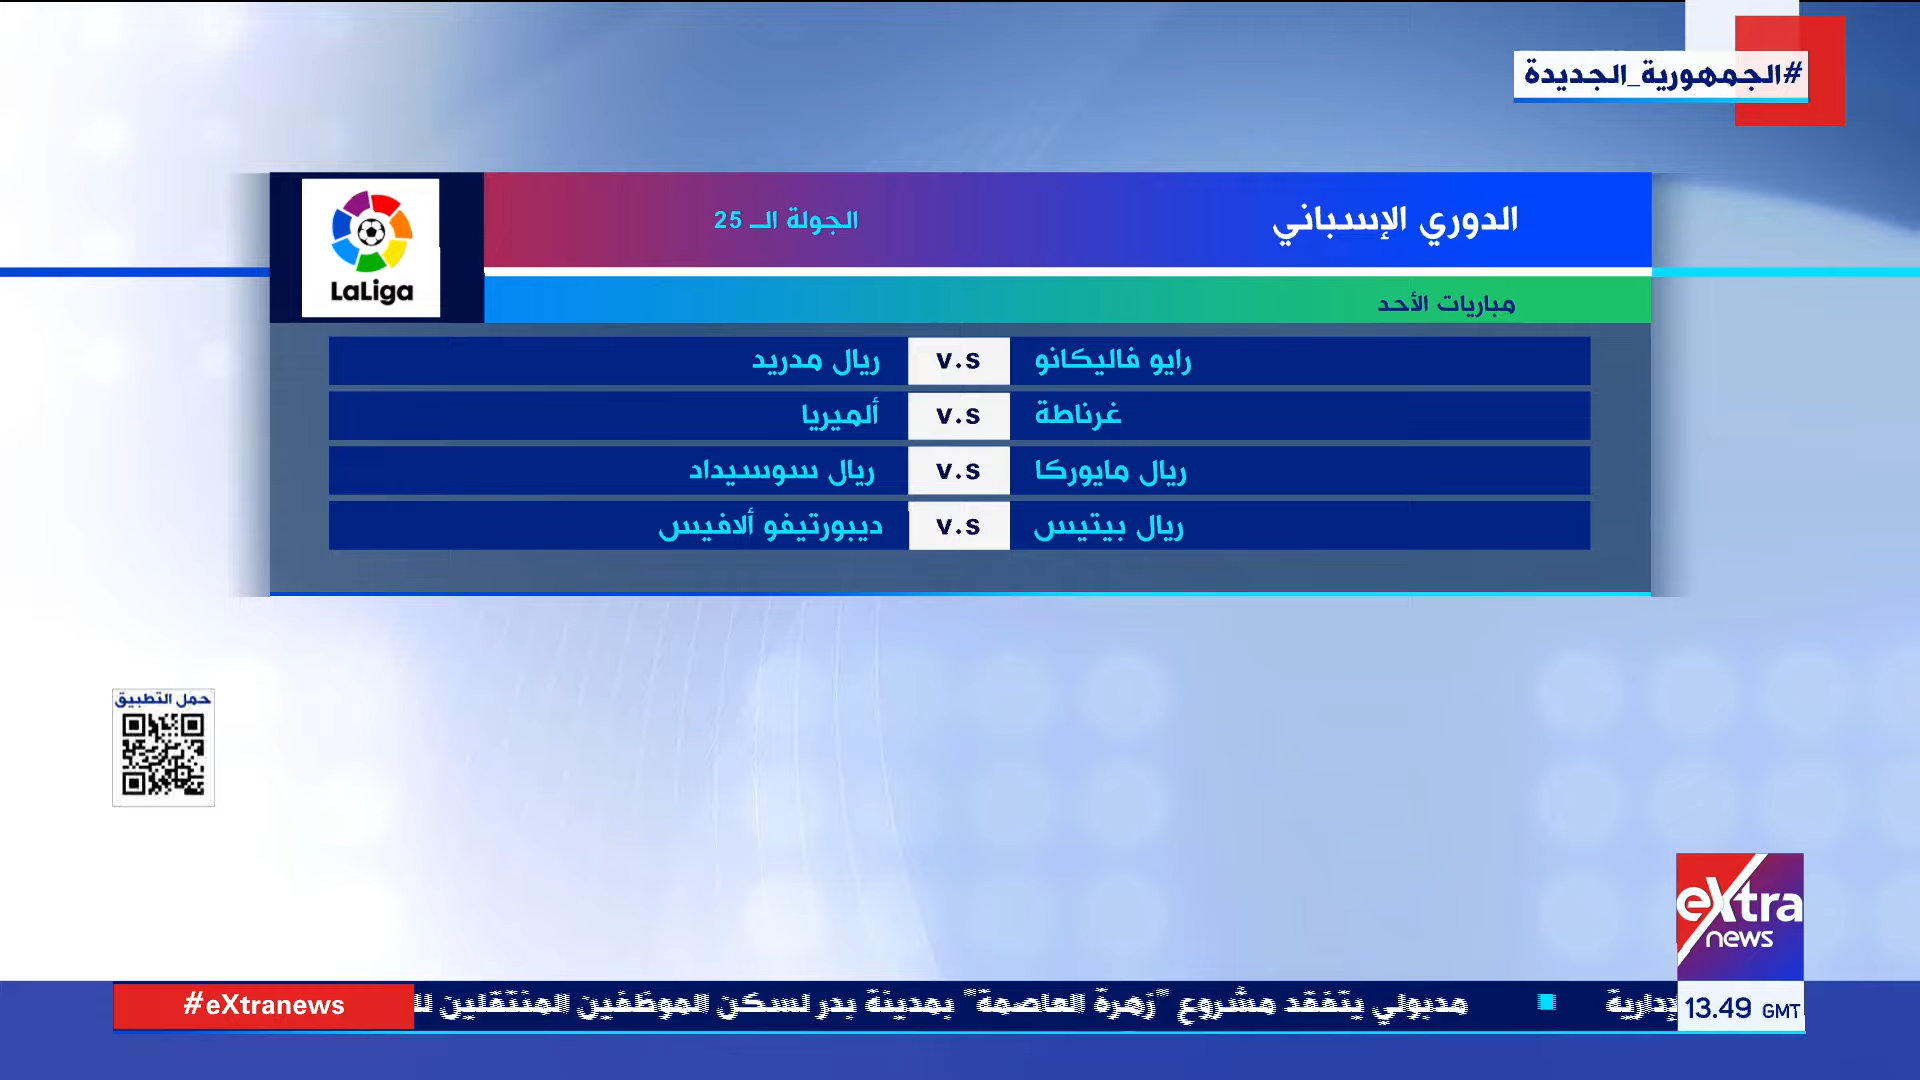 #الجمهورية_الجديدة
الدوري الإسباني
الجولة الـ 25
LaLiga
مباريات الأحد
رايو فاليكانو v.s ريال مدريد
غرناطة v.s ألميريا
ريال مايوركا v.s ريال سوسيداد
ريال بيتيس v.s ديبورتيفو ألافيس
حمل التطبيق
eXtra
news
13.49 GMT
مدبولي يتفقد مشروع "زهرة العاصمة" بمدينة بدر لسكن الموظفين المنتقلين
#eXtranews